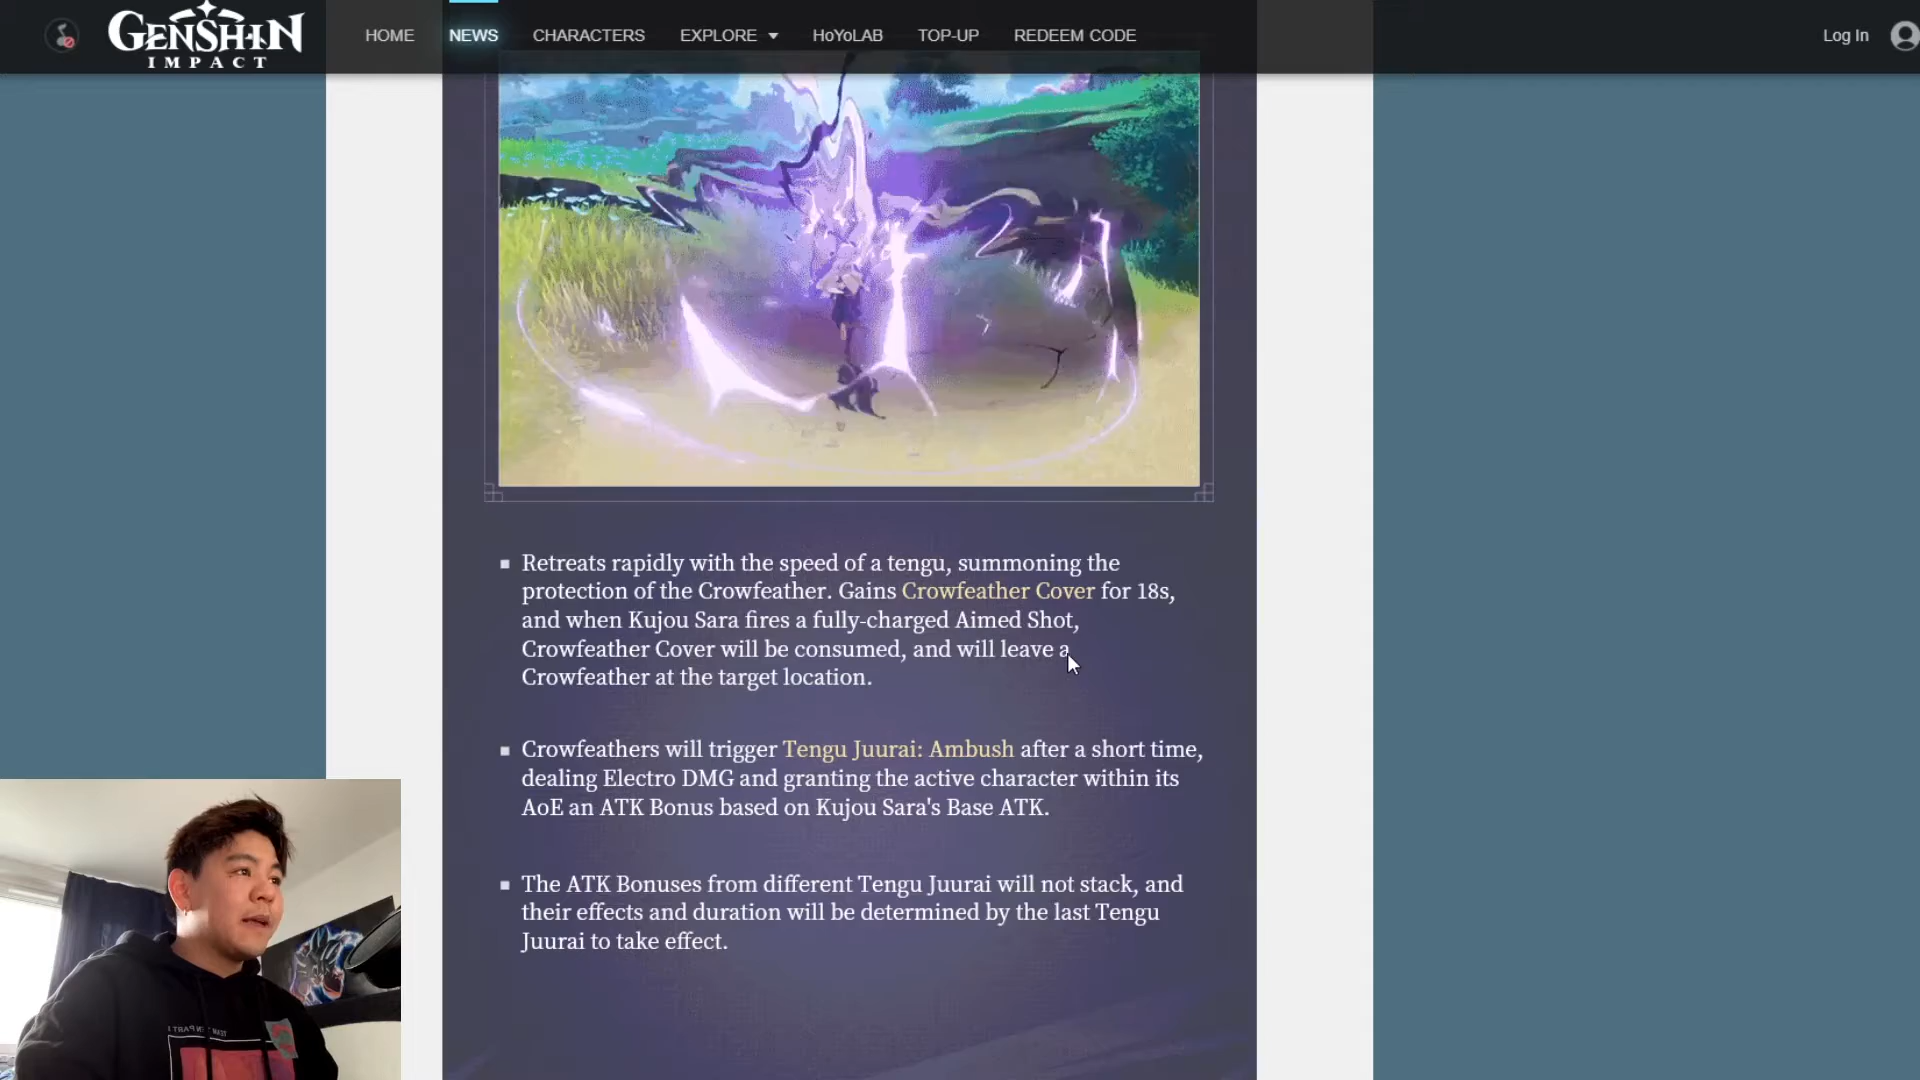 GENSHIN
IMPACT
HOME
NEWS
CHARACTERS
EXPLORE
HoYoLAB
TOP-UP
REDEEM CODE
Log In
Retreats rapidly with the speed of a tengu, summoning the
protection of the Crowfeather. Gains Crowfeather Cover for 18s,
and when Kujou Sara fires a fully-charged Aimed Shot,
Crowfeather Cover will be consumed, and will leave a
Crowfeather at the target location.
Crowfeathers will trigger Tengu Juurai: Ambush after a short time,
dealing Electro DMG and granting the active character within its
AoE an ATK Bonus based on Kujou Sara's Base ATK.
The ATK Bonuses from different Tengu Juurai will not stack, and
their effects and duration will be determined by the last Tengu
Juurai to take effect.